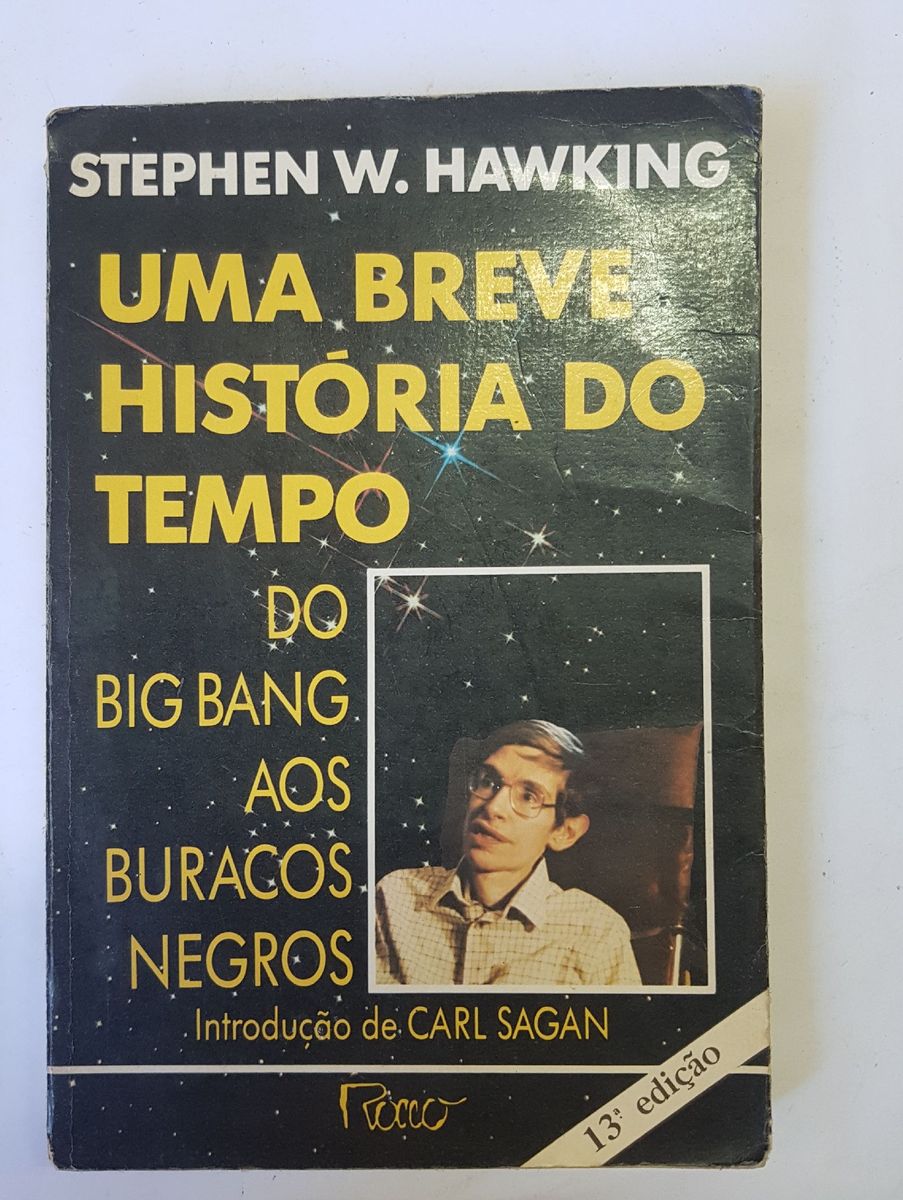 STEPHEN W. HAWKING
UMA BREVE
HISTÓRIA DO
TEMPO
DO
BIG BANG
AOS
BURACOS
NEGROS
Introdução de CARL SAGAN
Rocco
13ª edição